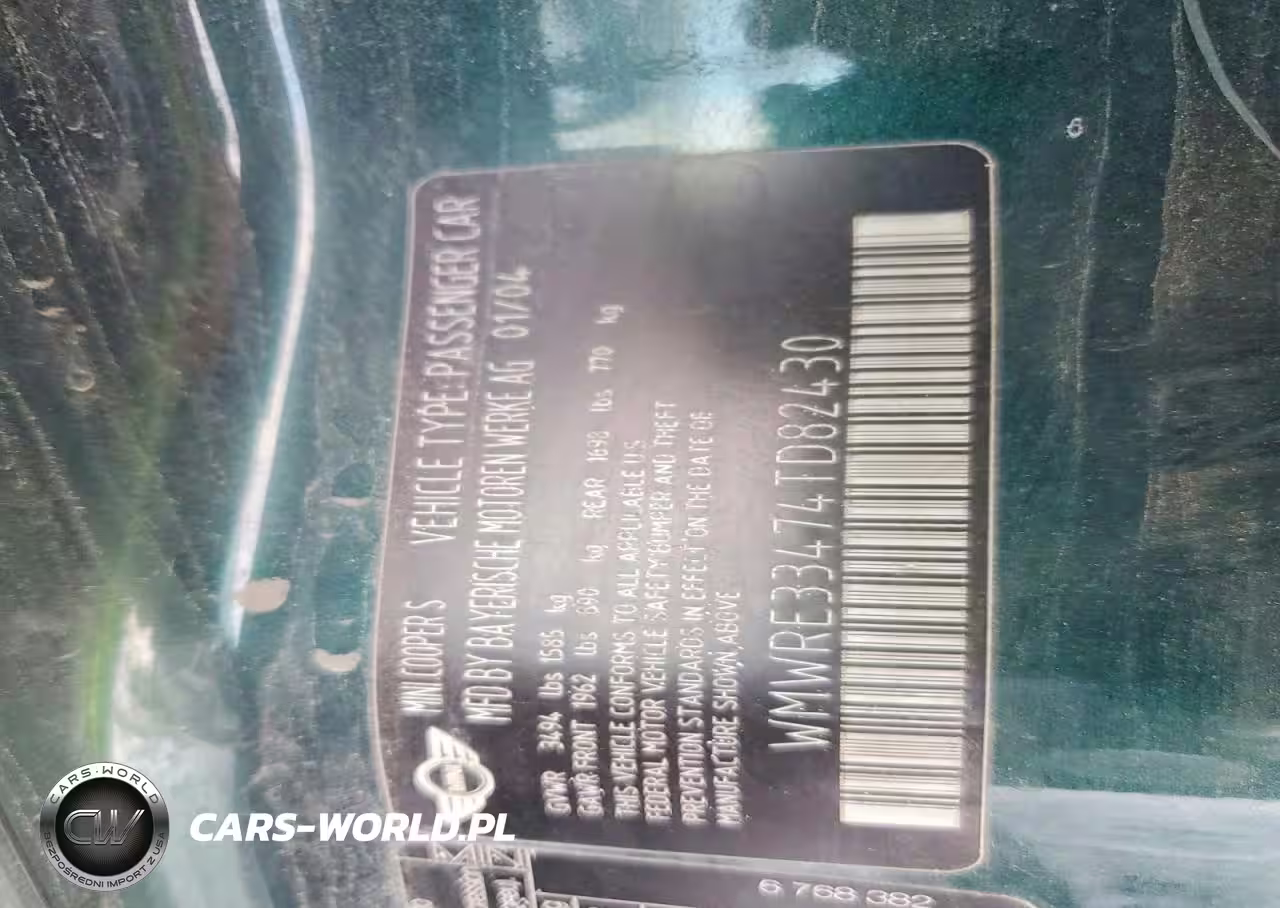 MINI COOPER S VEHICLE TYPE:PASSENGER CAR
MFD BY BAYERISCHE MOTOREN WERKE AG 01/04
GVWR 3494 lbs 1585 kg
GAWR FRONT 1962 lbs 890 kg REAR 1698 lbs 770 kg
THIS VEHICLE CONFORMS TO ALL APPLICABLE U.S
FEDERAL MOTOR VEHICLE SAFETY BUMPER AND THEFT
PREVENTION STANDARDS IN EFFECT ON THE DATE OF
MANUFACTURE SHOWN ABOVE
WMWRE33474TD82430
6 768 382
CARS-WORLD
CW
BEZPOŚREDNI IMPORT Z USA
CARS-WORLD.PL